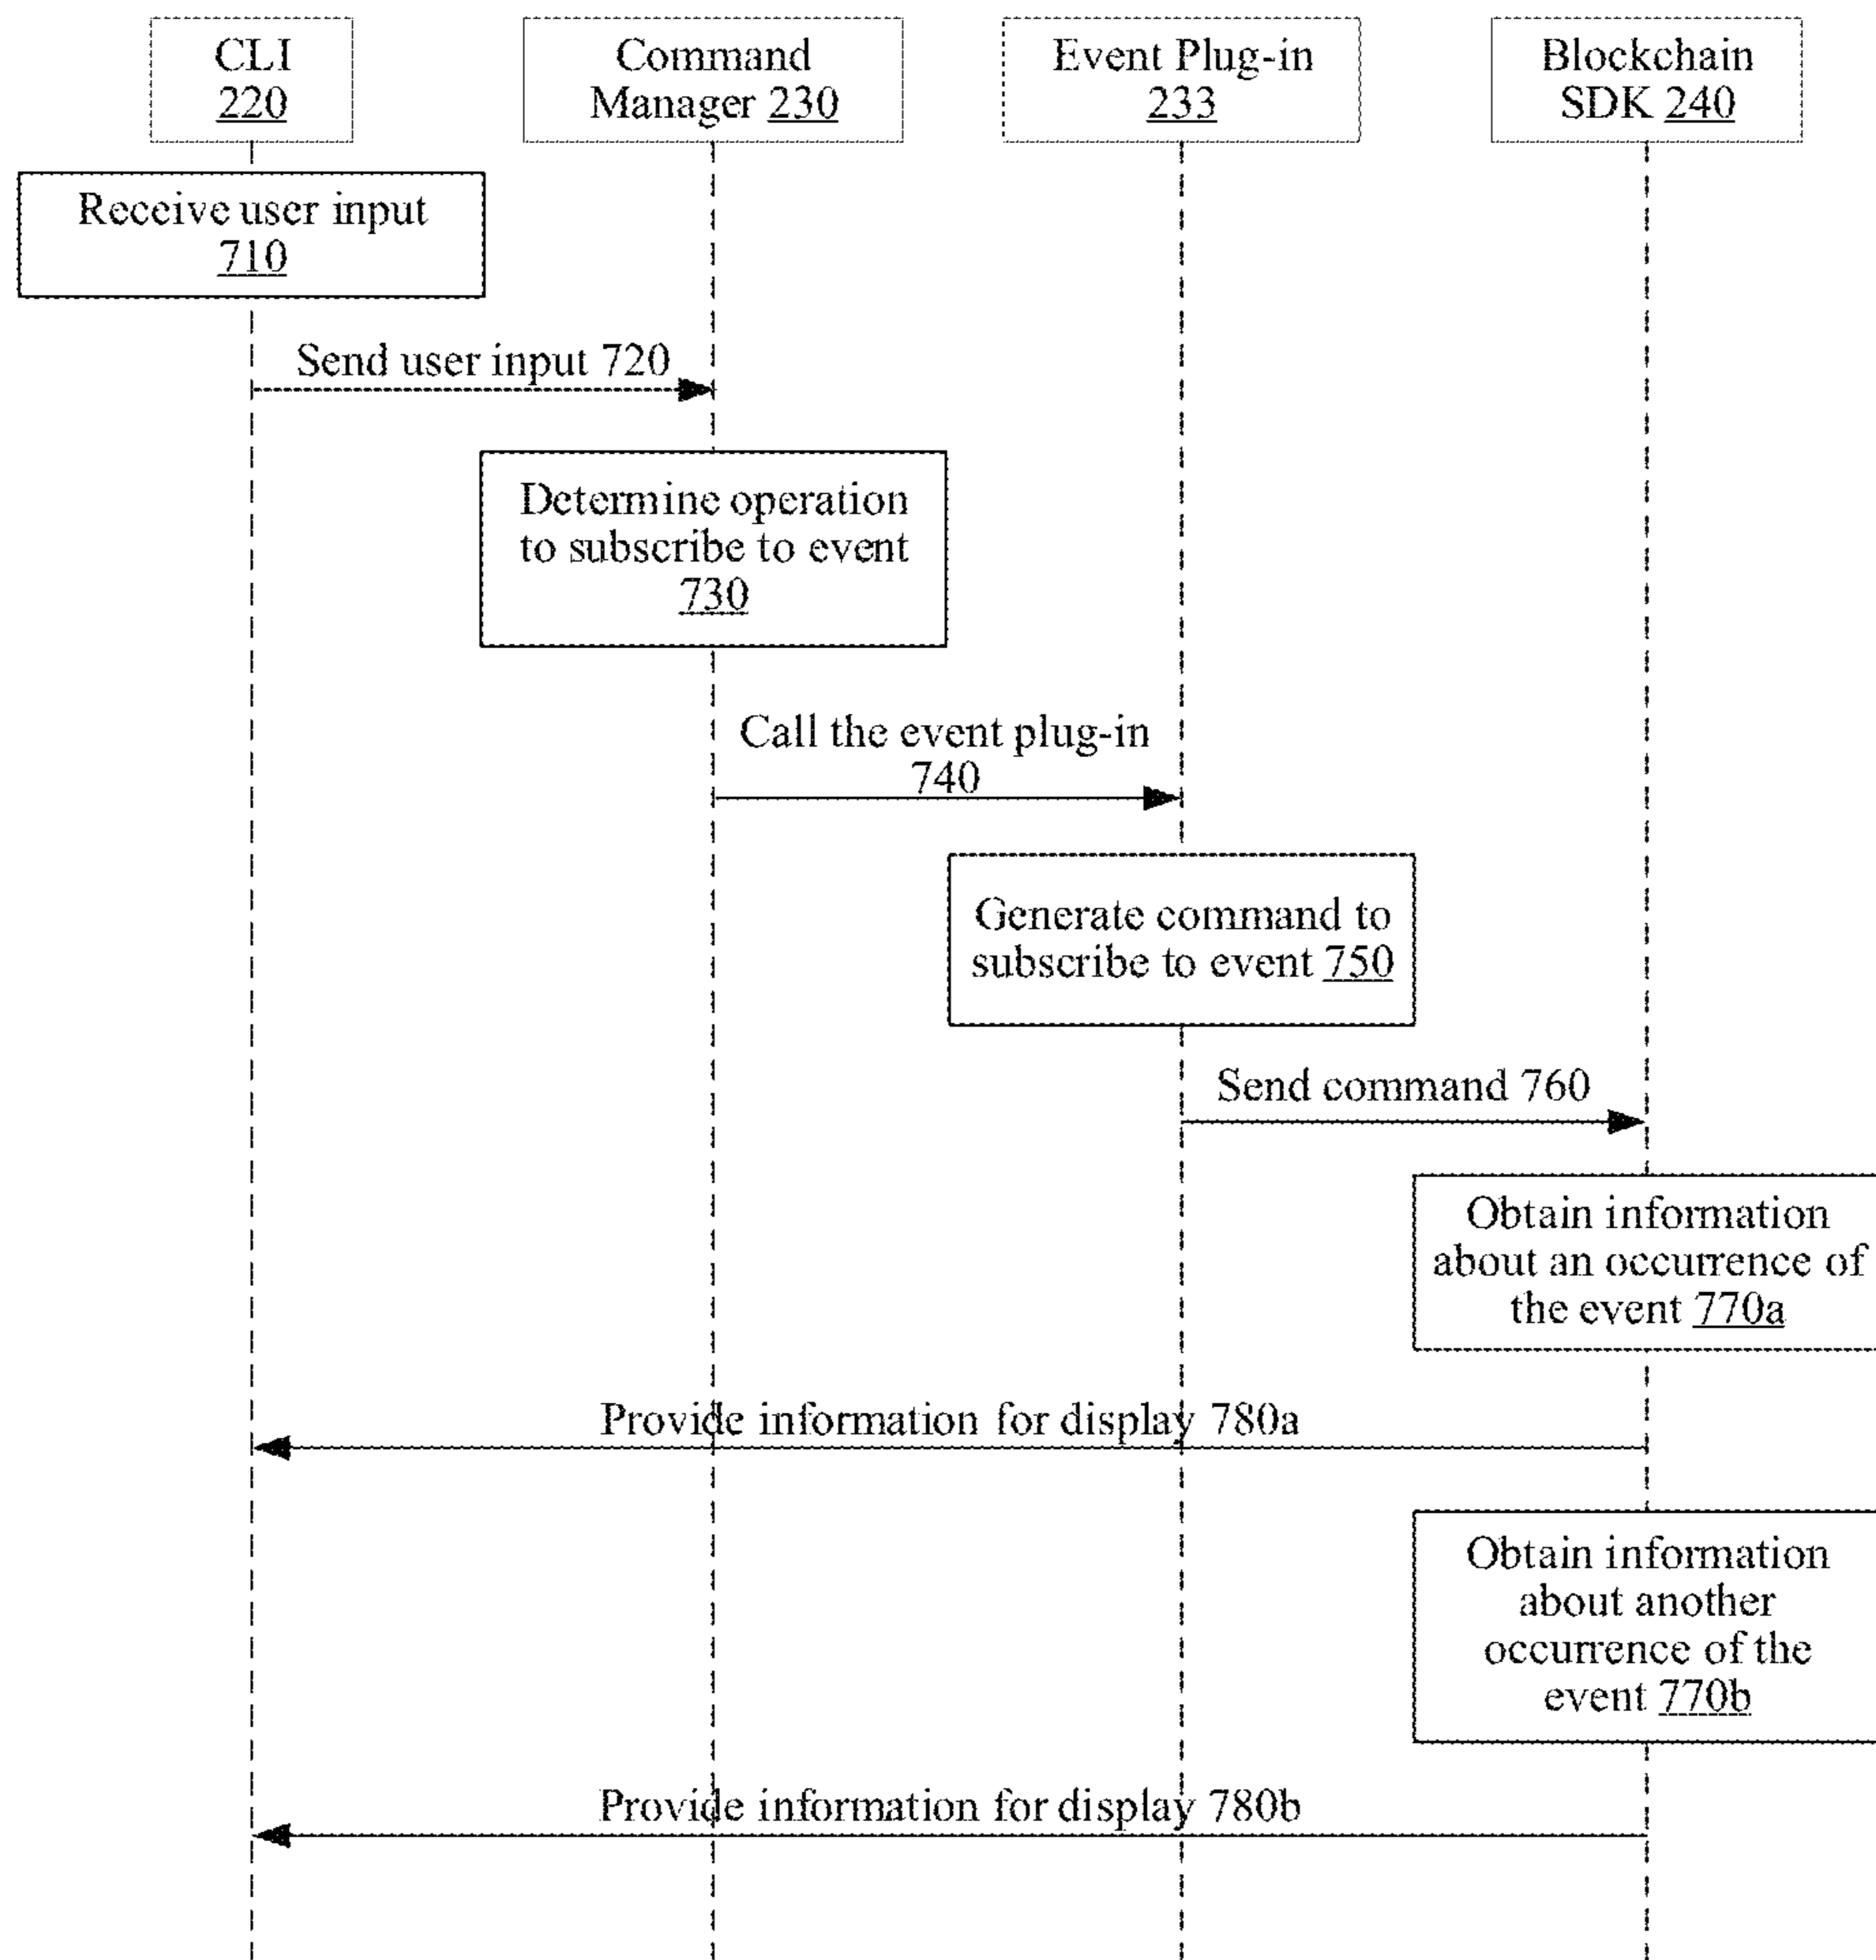 CLI
220
Command
Manager 230
Event Plug-in
233
Blockchain
SDK 240
Receive user input
710
Send user input 720
Determine operation
to subscribe to event
730
Call the event plug-in
740
Generate command to
subscribe to event 750
Send command 760
Obtain information
about an occurrence of
the event 770a
Provide information for display 780a
Obtain information
about another
occurrence of the
event 770b
Provide information for display 780b